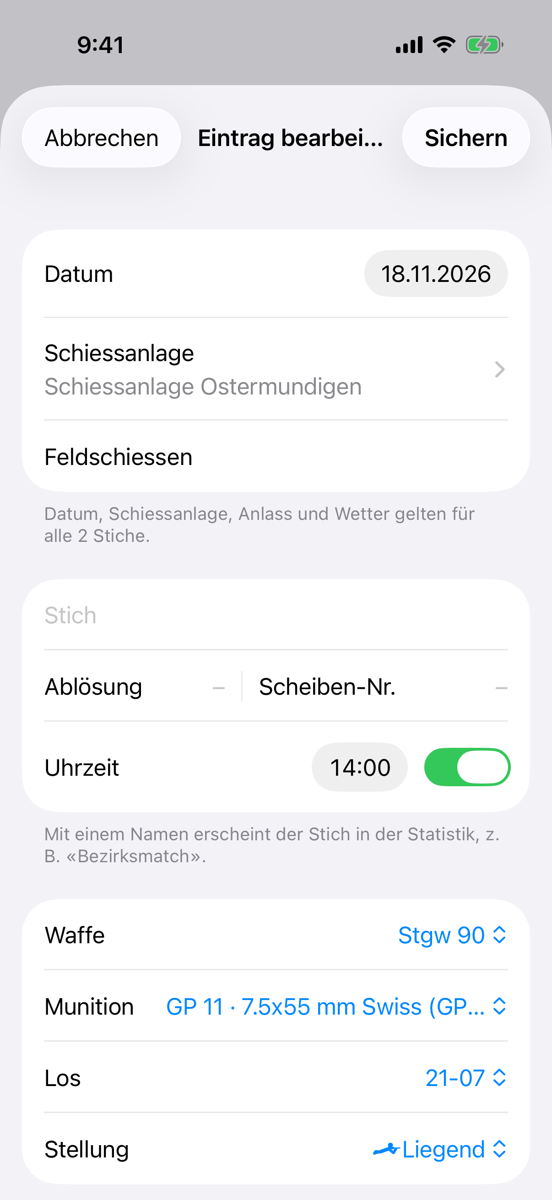 9:41
Abbrechen
Eintrag bearbei...
Sichern
Datum
18.11.2026
Schiessanlage
Schiessanlage Ostermundigen
Feldschiessen
Datum, Schiessanlage, Anlass und Wetter gelten für
alle 2 Stiche.
Stich
Ablösung – Scheiben-Nr. –
Uhrzeit 14:00
Mit einem Namen erscheint der Stich in der Statistik, z.
B. «Bezirksmatch».
Waffe Stgw 90
Munition GP 11 · 7.5x55 mm Swiss (GP...
Los 21-07
Stellung Liegend